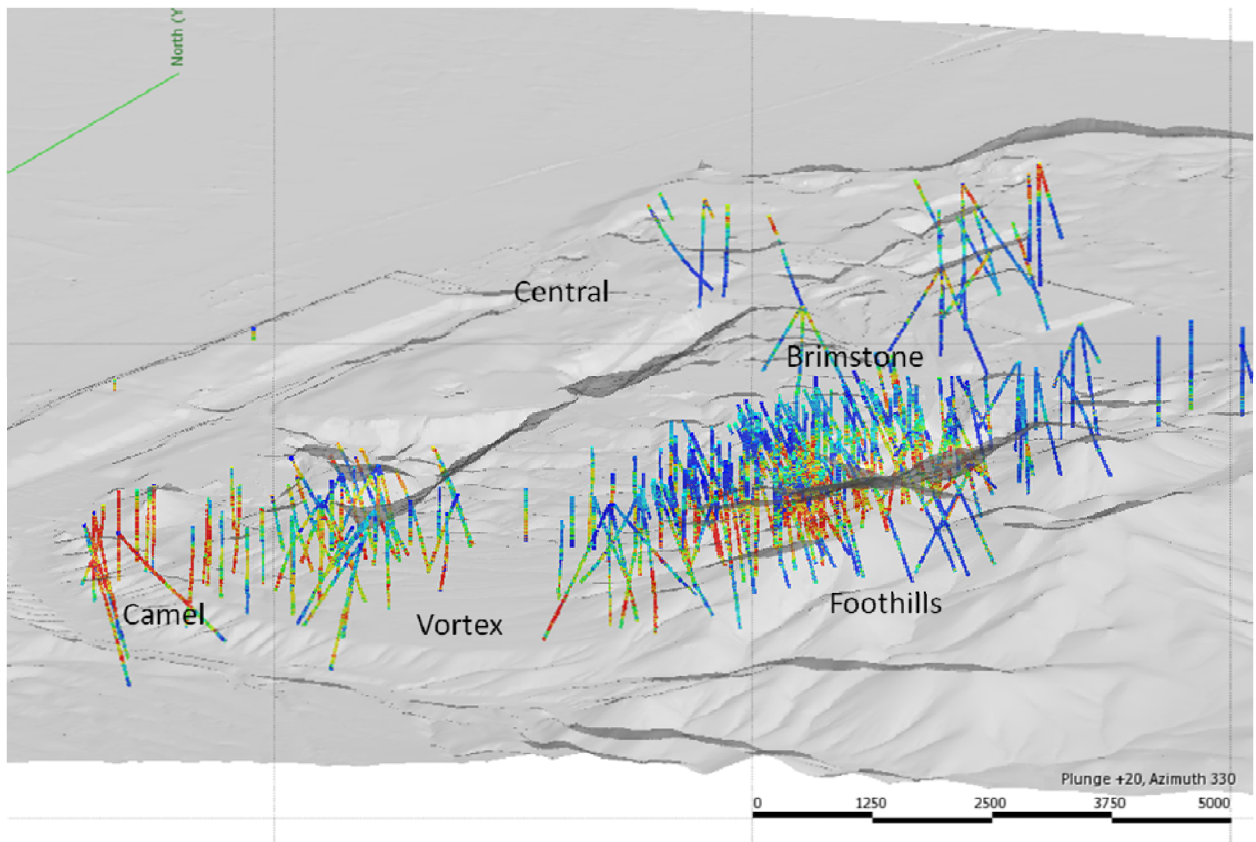 North (Y
Central
Brimstone
Camel
Vortex
Foothills
Plunge +20, Azimuth 330
0 1250 2500 3750 5000